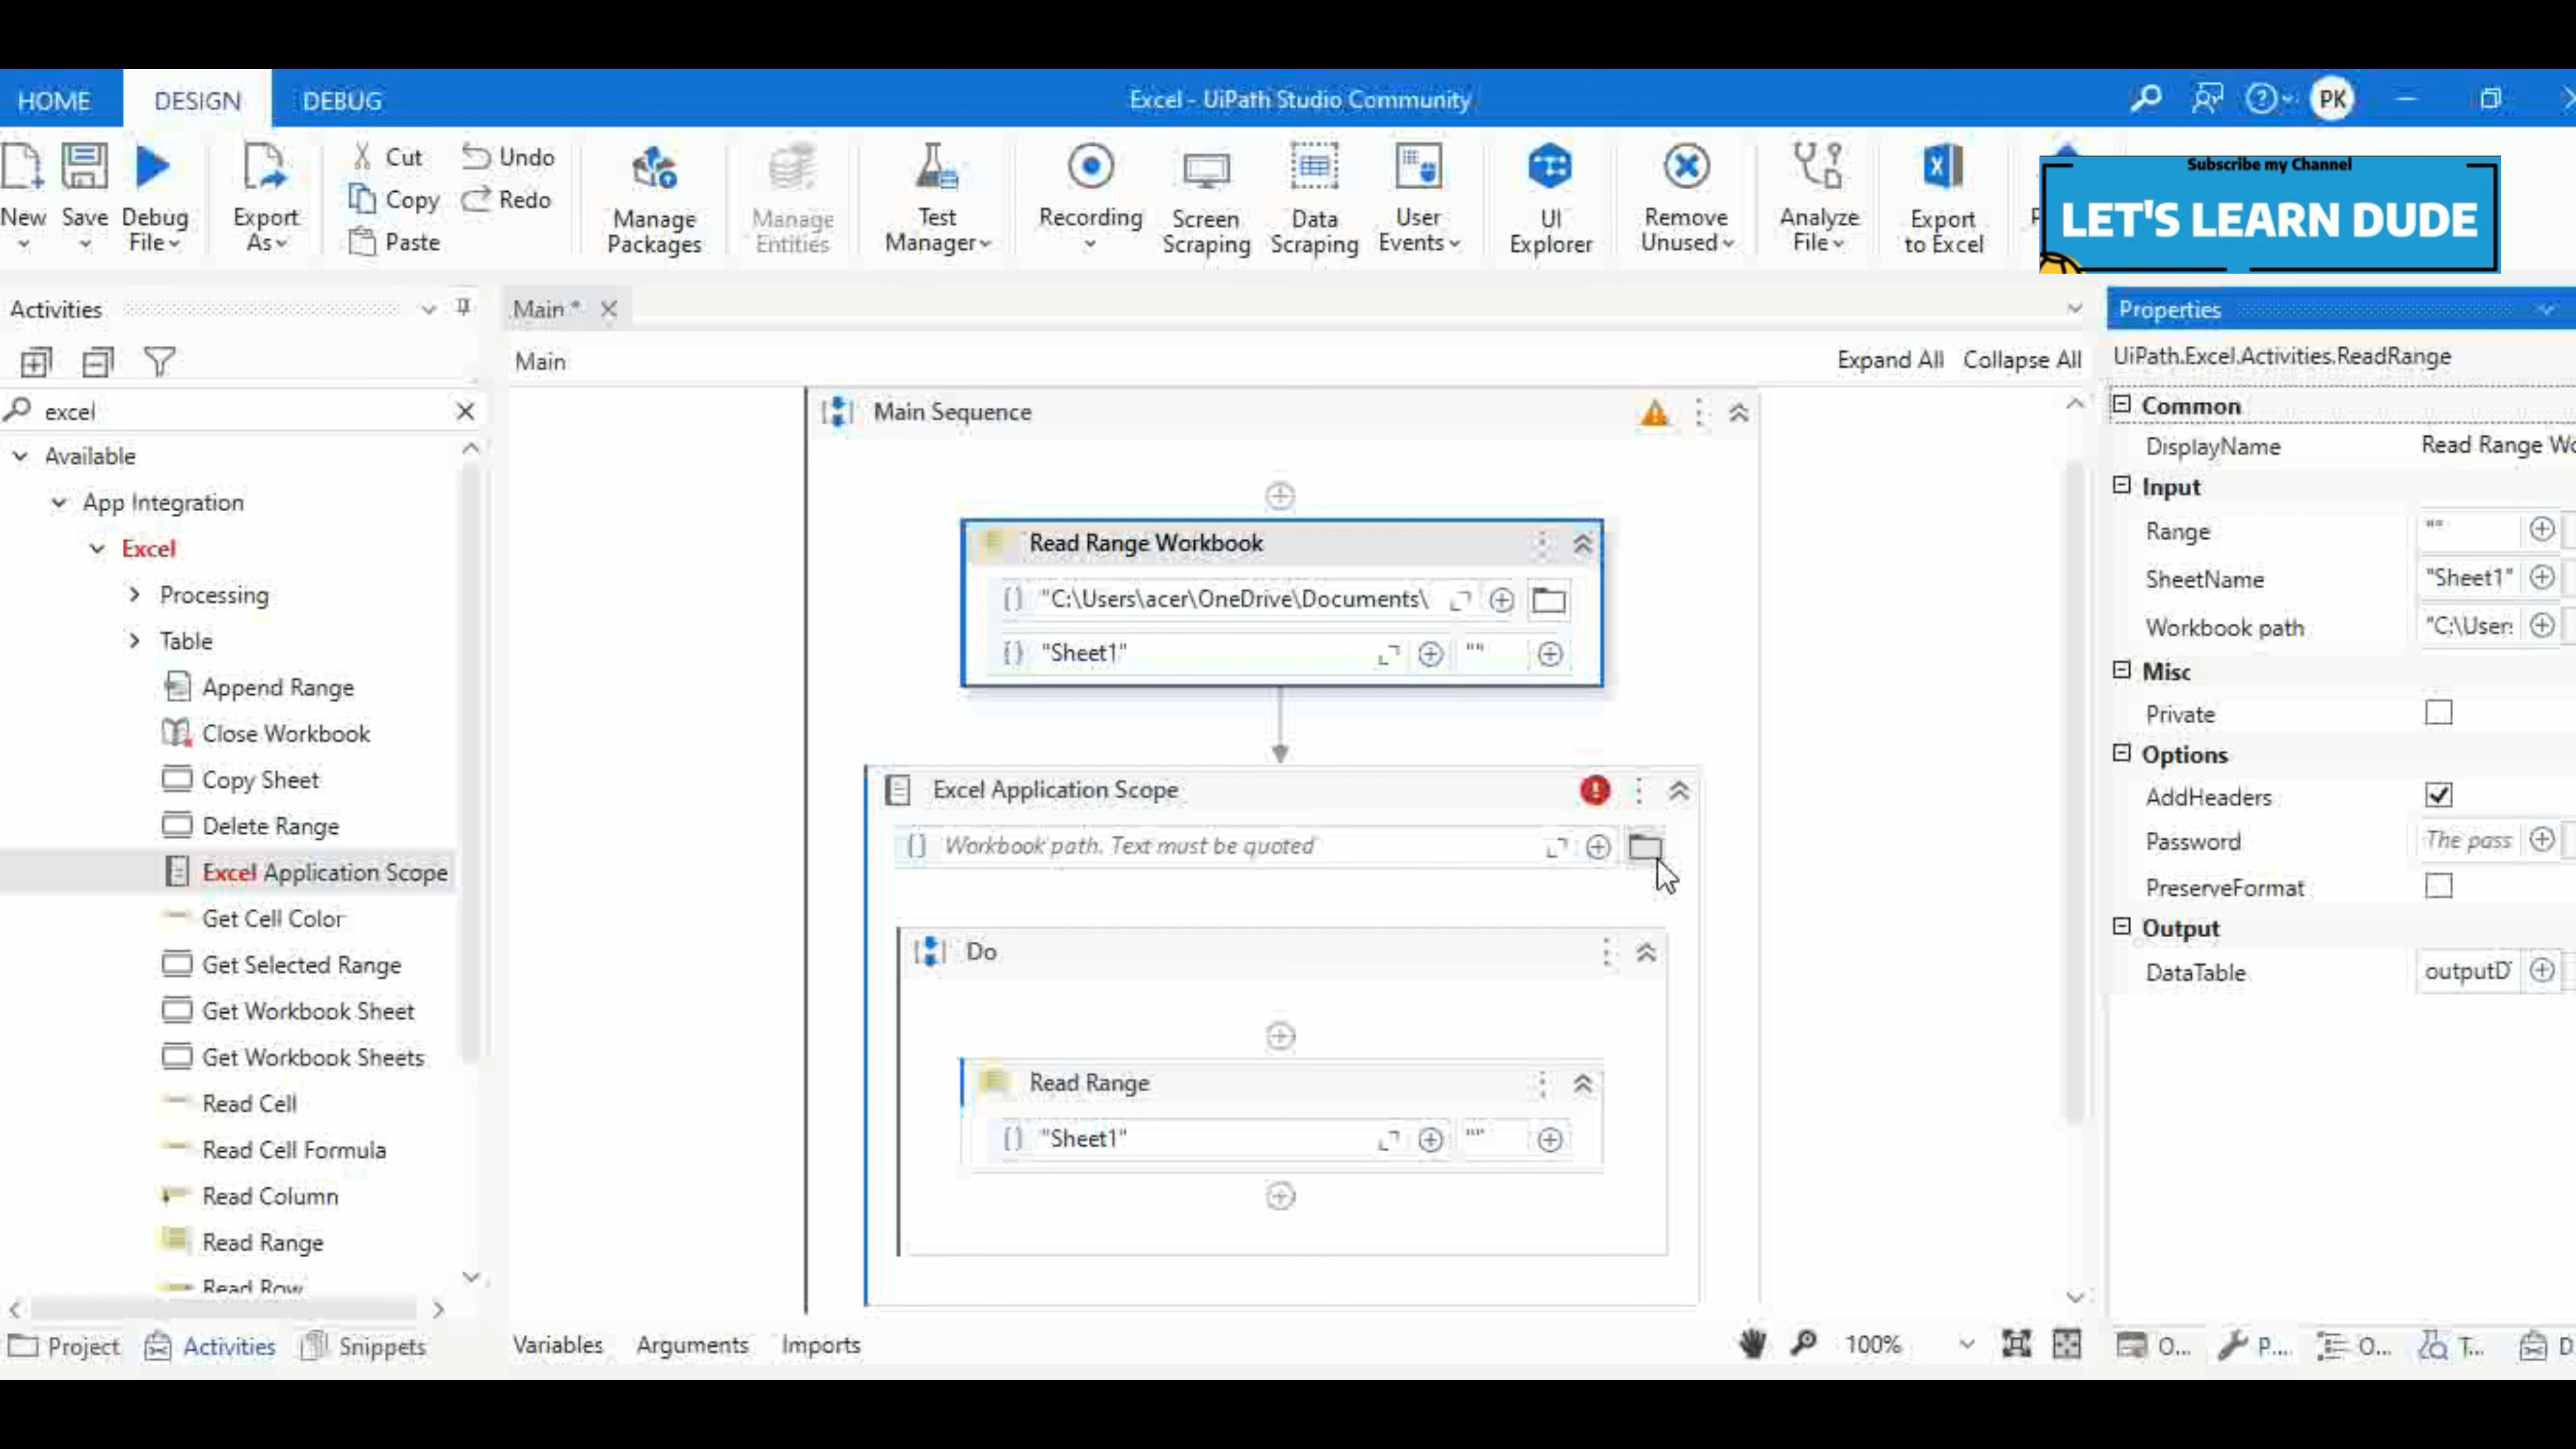 HOME DESIGN DEBUG Excel - UiPath Studio Community PK
New Save Debug File Export As Cut Copy Paste Undo Redo Manage Packages Manage Entities Test Manager Recording Screen Scraping Data Scraping User Events UI Explorer Remove Unused Analyze File Export to Excel
Subscribe my Channel
LET'S LEARN DUDE
Activities
excel
Available
App Integration
Excel
Processing
Table
Append Range
Close Workbook
Copy Sheet
Delete Range
Excel Application Scope
Get Cell Color
Get Selected Range
Get Workbook Sheet
Get Workbook Sheets
Read Cell
Read Cell Formula
Read Column
Read Range
Read Row
Project Activities Snippets
Main *
Main Expand All Collapse All
Main Sequence
Read Range Workbook
"C:\Users\acer\OneDrive\Documents\
"Sheet1" ""
Excel Application Scope
Workbook path. Text must be quoted
Do
Read Range
"Sheet1" ""
Variables Arguments Imports 100%
Properties
UiPath.Excel.Activities.ReadRange
Common
DisplayName Read Range Wo
Input
Range ""
SheetName "Sheet1"
Workbook path "C:\User:
Misc
Private
Options
AddHeaders
Password The pass
PreserveFormat
Output
DataTable outputD
O... P... O... T... D